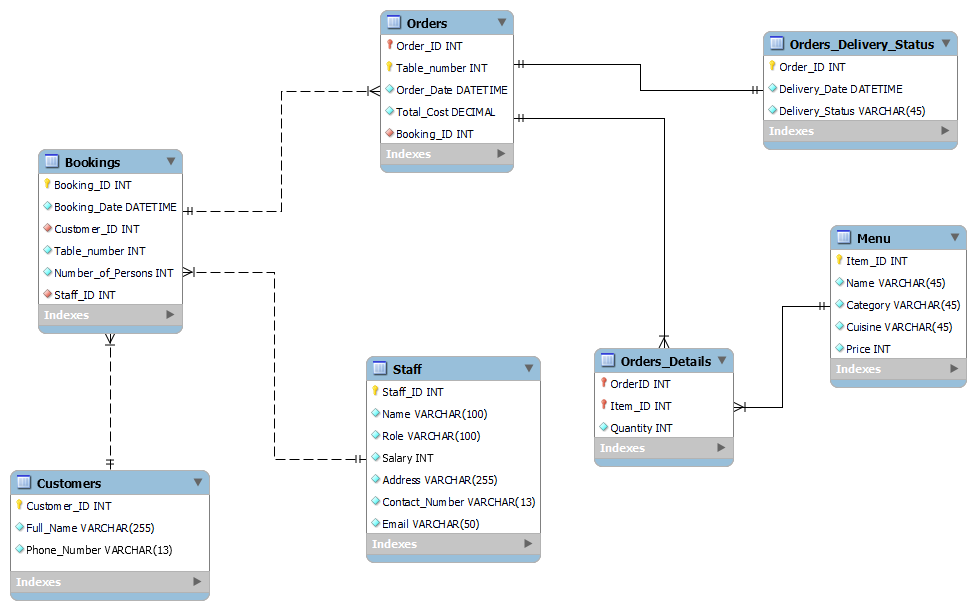 Orders
Order_ID INT
Table_number INT
Order_Date DATETIME
Total_Cost DECIMAL
Booking_ID INT
Indexes
Orders_Delivery_Status
Order_ID INT
Delivery_Date DATETIME
Delivery_Status VARCHAR(45)
Indexes
Bookings
Booking_ID INT
Booking_Date DATETIME
Customer_ID INT
Table_number INT
Number_of_Persons INT
Staff_ID INT
Indexes
Menu
Item_ID INT
Name VARCHAR(45)
Category VARCHAR(45)
Cuisine VARCHAR(45)
Price INT
Indexes
Orders_Details
OrderID INT
Item_ID INT
Quantity INT
Indexes
Staff
Staff_ID INT
Name VARCHAR(100)
Role VARCHAR(100)
Salary INT
Address VARCHAR(255)
Contact_Number VARCHAR(13)
Email VARCHAR(50)
Indexes
Customers
Customer_ID INT
Full_Name VARCHAR(255)
Phone_Number VARCHAR(13)
Indexes